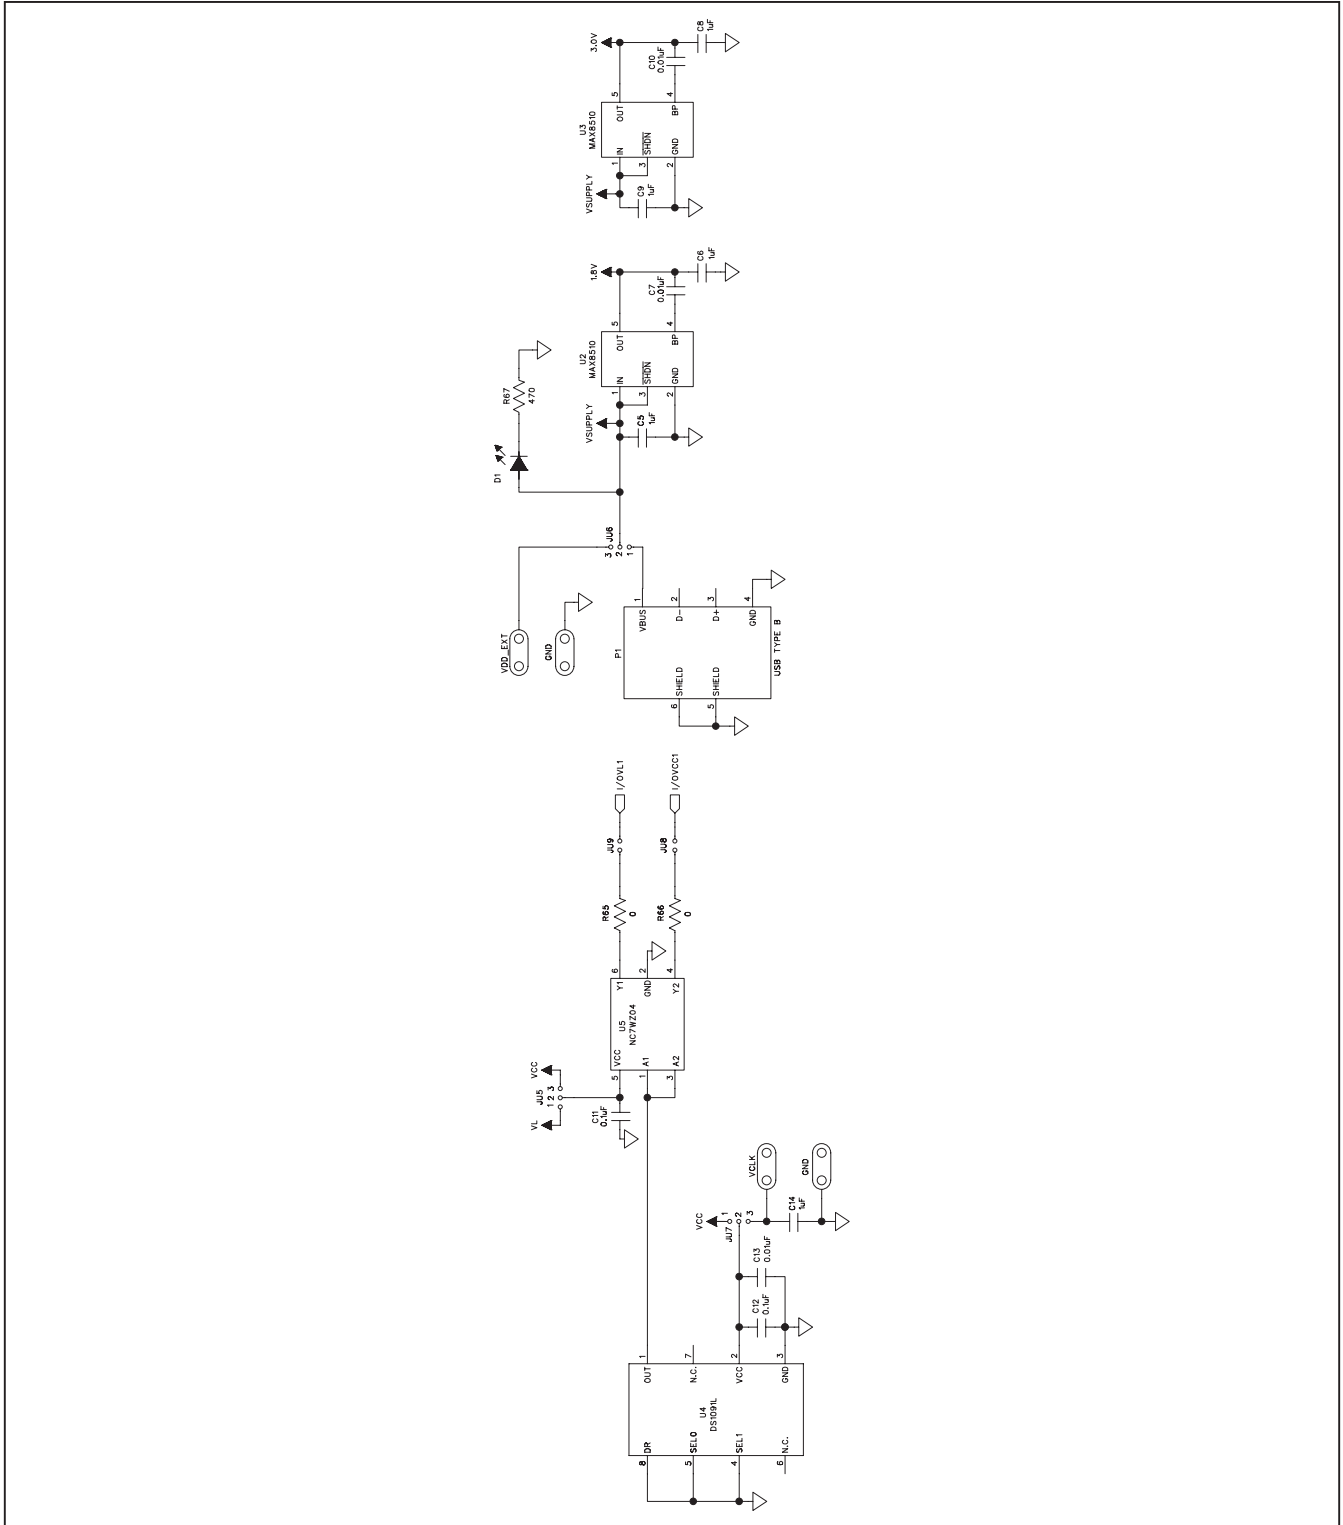 3.0V
C8
1uF
C10
0.01uF
5
4
OUT
BP
U3
MAX8510
IN
SHDN
GND
1
3
2
VSUPPLY
C9
1uF
1.8V
C6
1uF
C7
0.01uF
5
4
OUT
BP
U2
MAX8510
IN
SHDN
GND
1
3
2
VSUPPLY
C5
1uF
R67
470
D1
JU6
3
2
1
VDD_EXT
GND
1
2
3
4
VBUS
D-
D+
GND
P1
USB TYPE B
SHIELD
SHIELD
6
5
I/OVL1
I/OVCC1
JU9
JU8
R65
0
R66
0
6
2
4
Y1
GND
Y2
U5
NC7WZ04
VCC
A1
A2
5
1
3
VCC
JU5
1 2 3
VL
C11
0.1uF
VCLK
GND
VCC
JU7
1
2
3
C14
1uF
C13
0.01uF
C12
0.1uF
1
7
2
3
OUT
N.C.
VCC
GND
U4
DS1091L
DR
SEL0
SEL1
N.C.
8
5
4
6